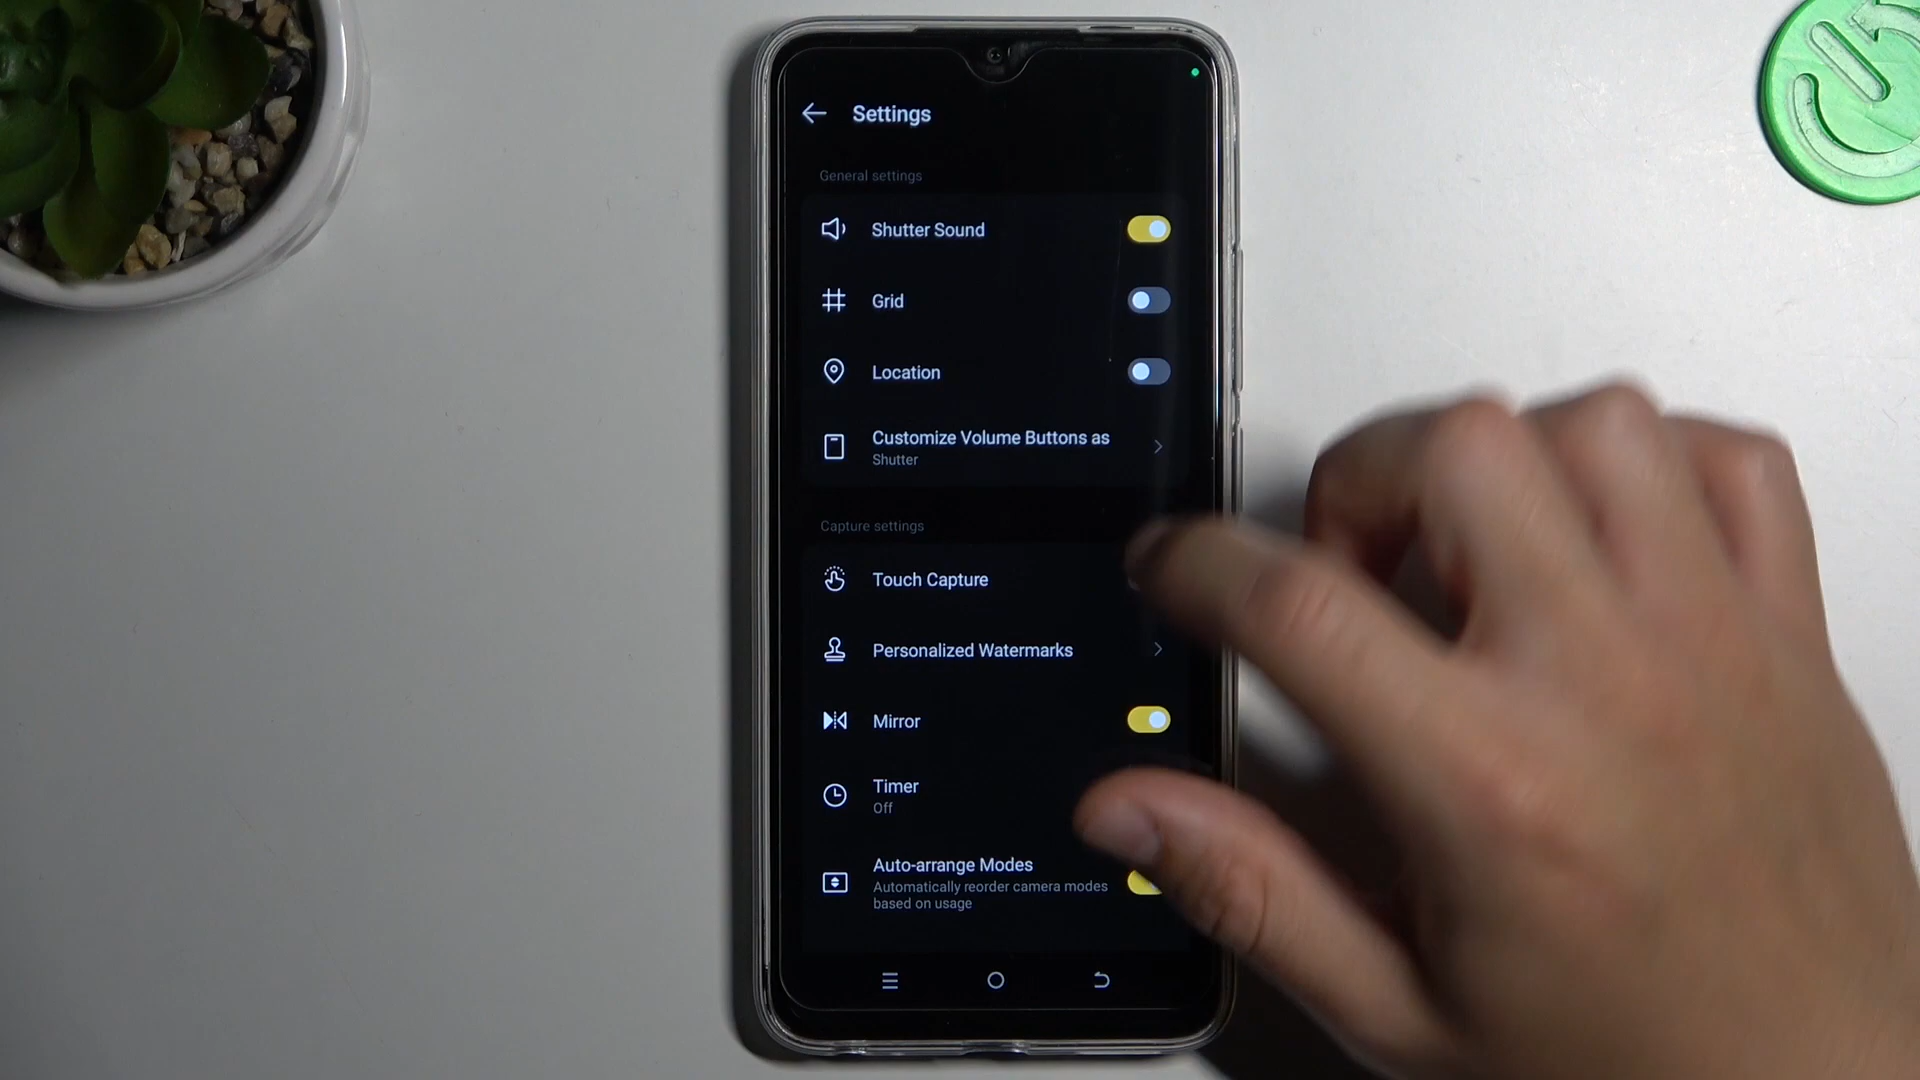 Settings
General settings
Shutter Sound
Grid
Location
Customize Volume Buttons as
Shutter
Capture settings
Touch Capture
Personalized Watermarks
Mirror
Timer
Off
Auto-arrange Modes
Automatically reorder camera modes
based on usage